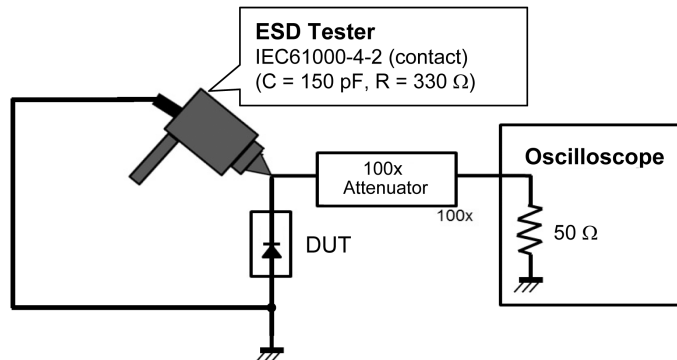 ESD Tester
IEC61000-4-2 (contact)
(C = 150 pF, R = 330 Ω)
100x
Attenuator
100x
Oscilloscope
50 Ω
DUT